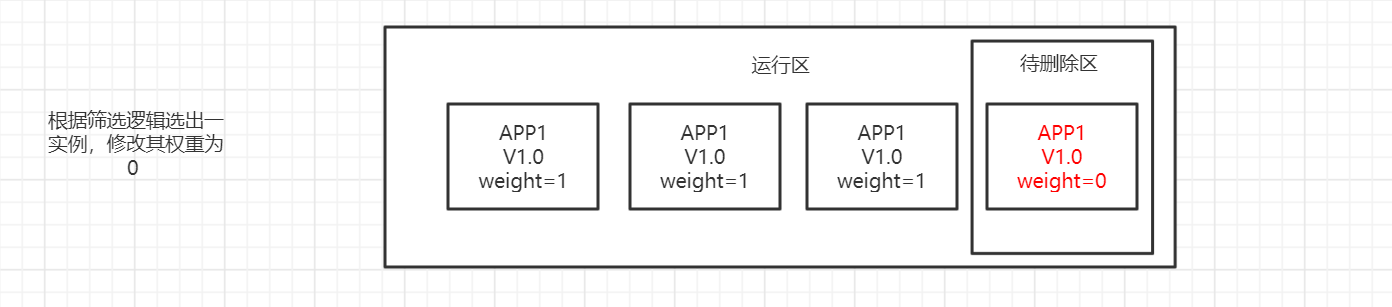 根据筛选逻辑选出一
实例，修改其权重为
0
运行区
待删除区
APP1
V1.0
weight=1
APP1
V1.0
weight=1
APP1
V1.0
weight=1
APP1
V1.0
weight=0